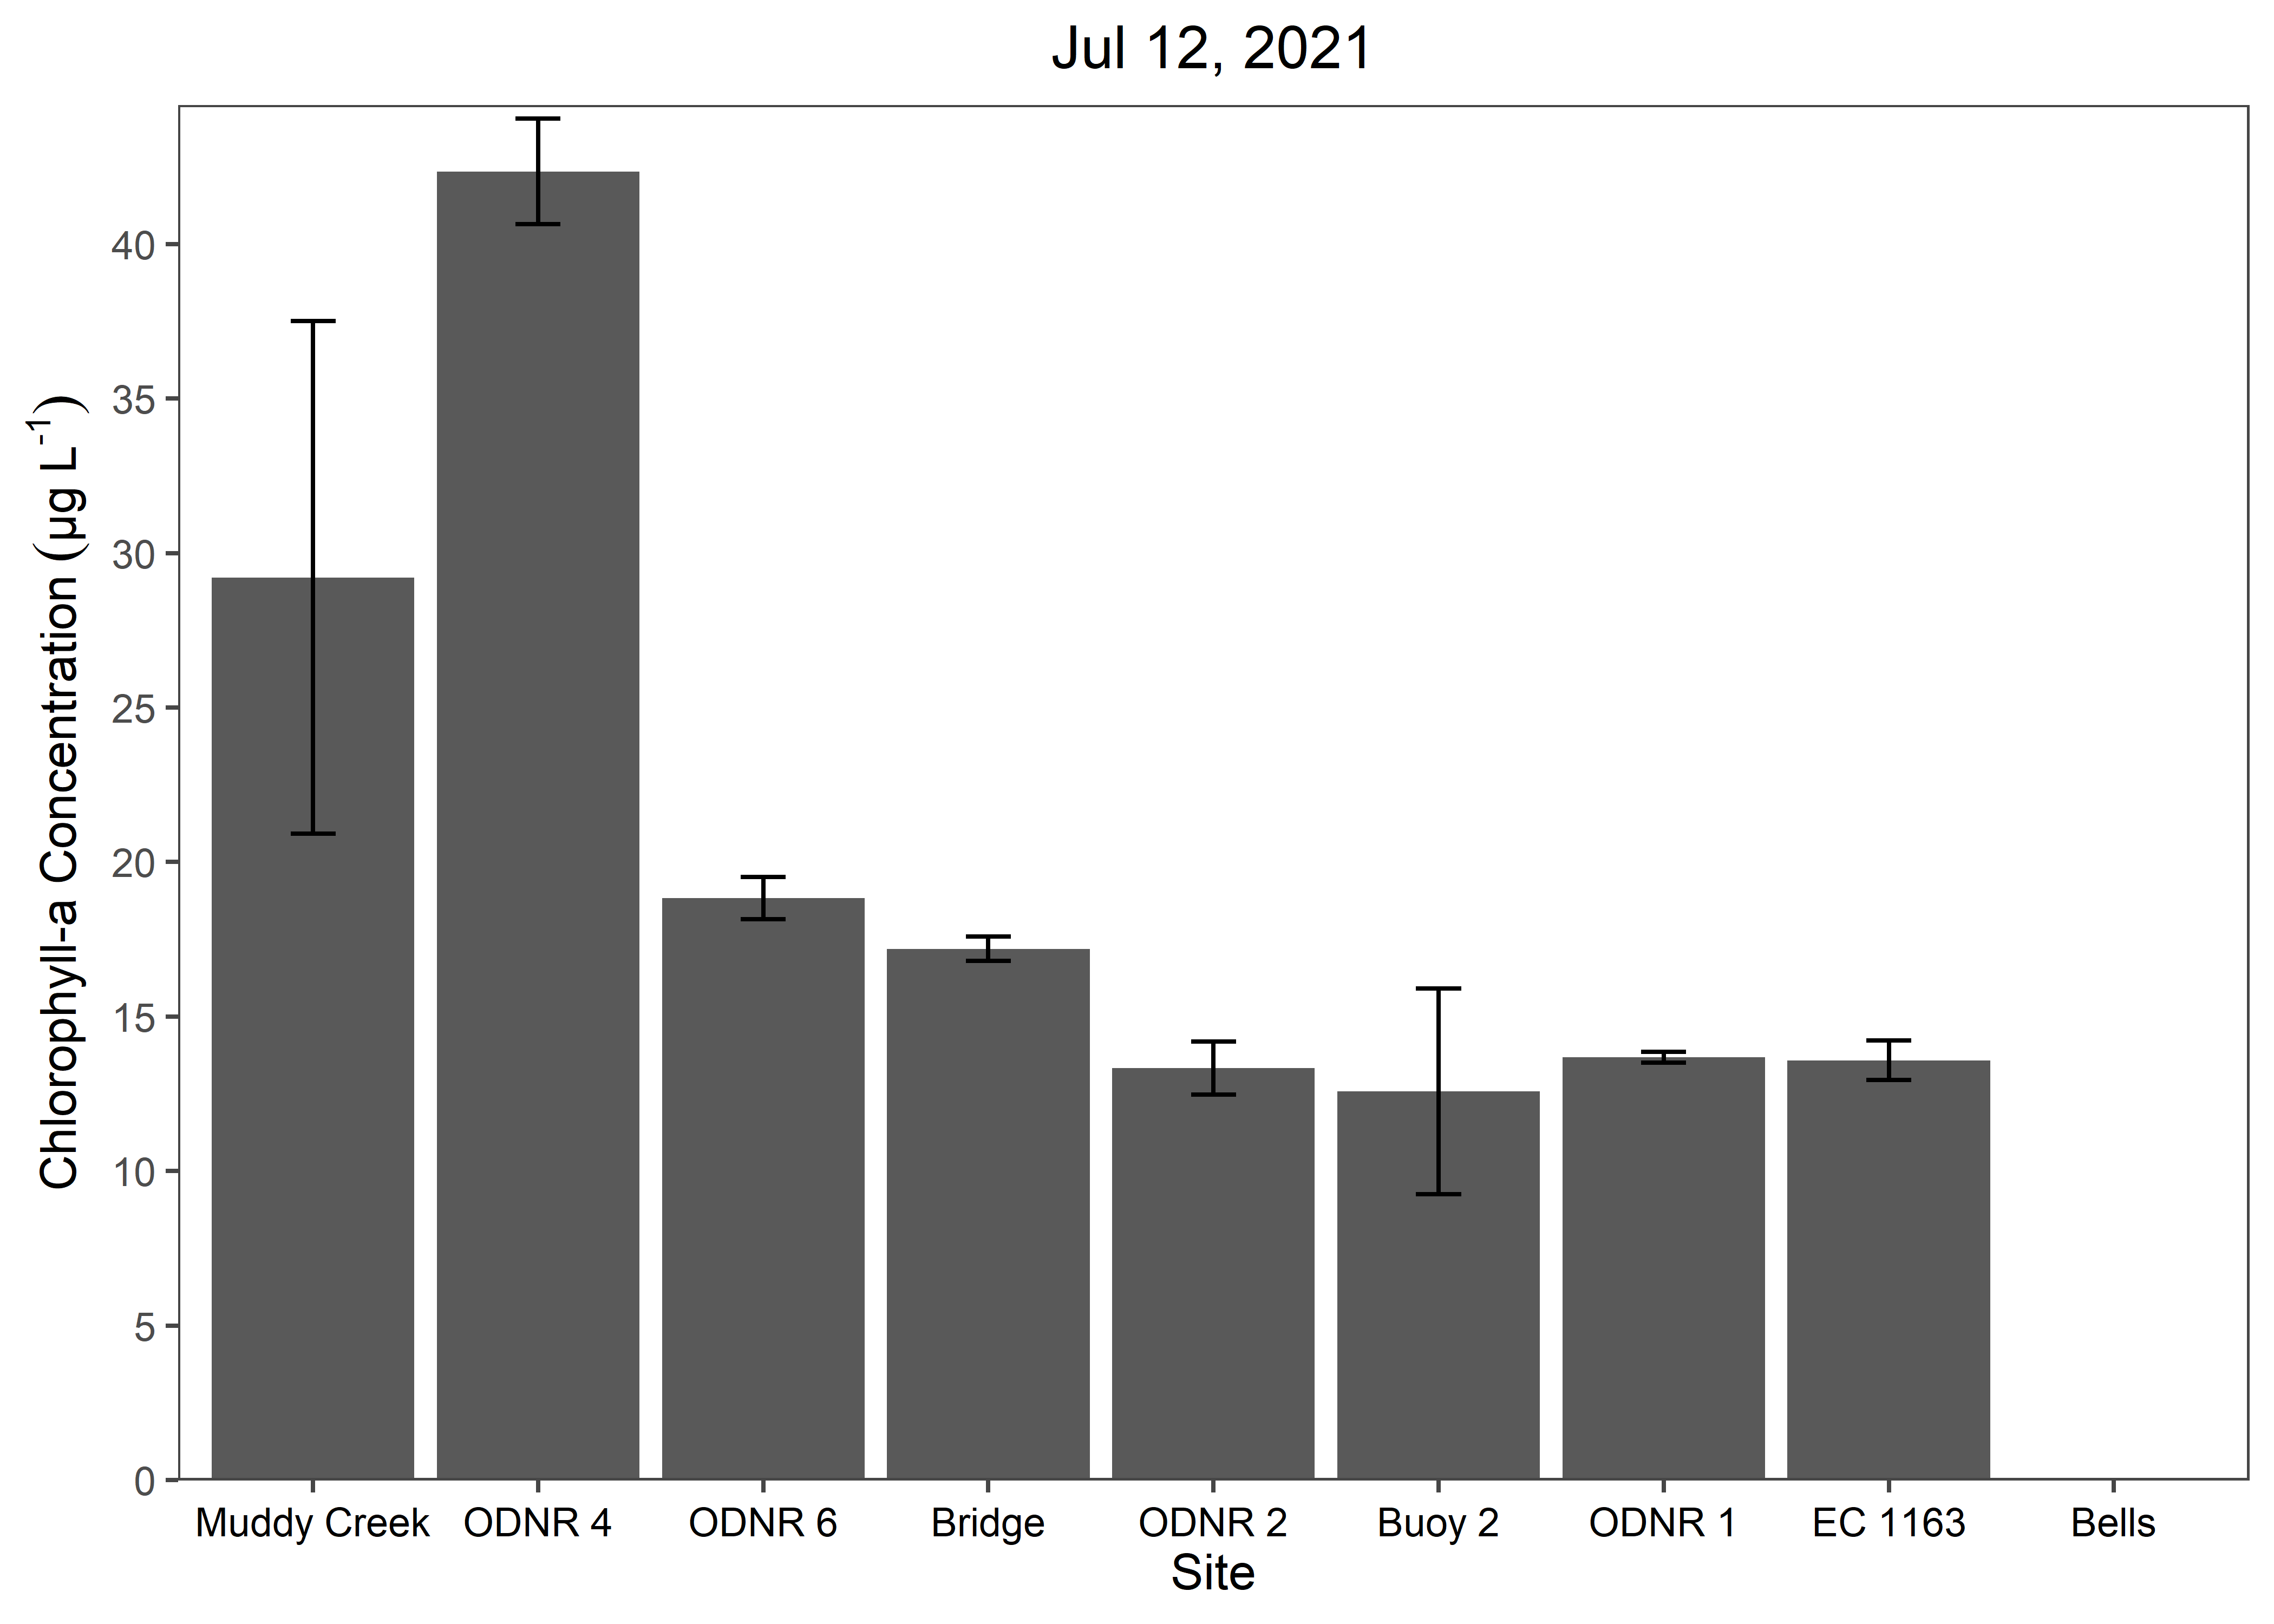 Jul 12, 2021
Chlorophyll-a Concentration (µg L⁻¹)
40
35
30
25
20
15
10
5
0
Muddy Creek ODNR 4 ODNR 6 Bridge ODNR 2 Buoy 2 ODNR 1 EC 1163 Bells
Site